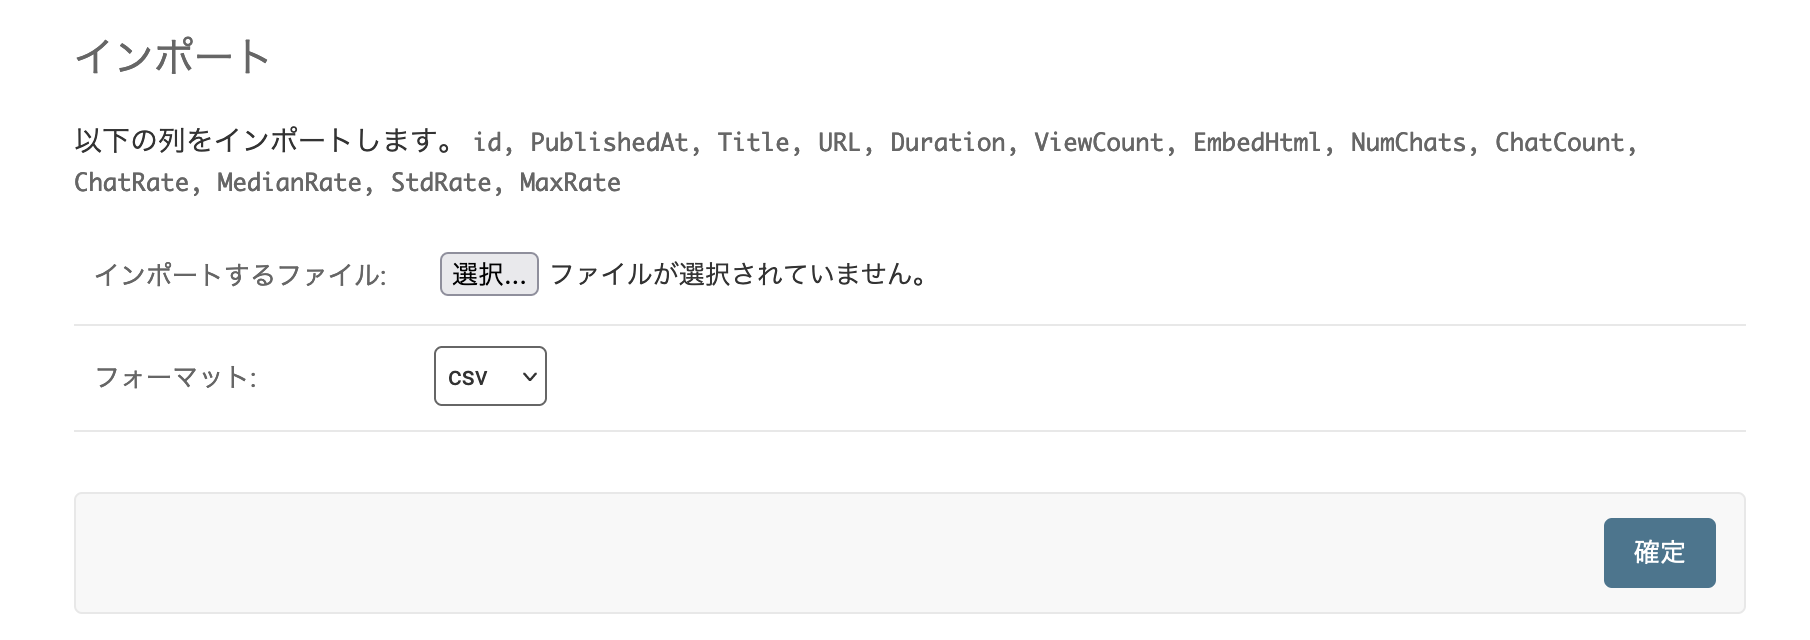 インポート
以下の列をインポートします。 id, PublishedAt, Title, URL, Duration, ViewCount, EmbedHtml, NumChats, ChatCount,
ChatRate, MedianRate, StdRate, MaxRate
インポートするファイル: 選択... ファイルが選択されていません。
フォーマット: csv
確定